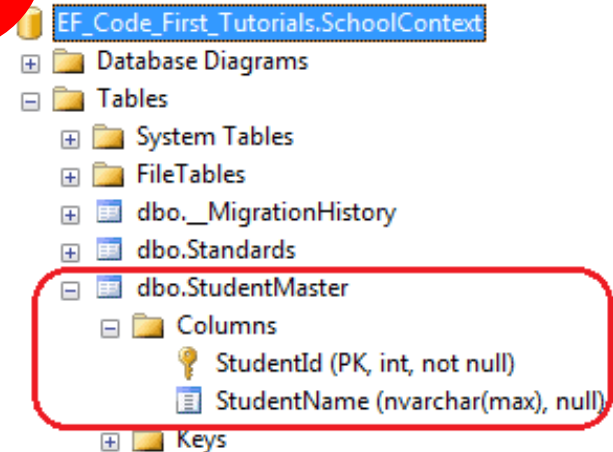 EF_Code_First_Tutorials.SchoolContext
Database Diagrams
Tables
System Tables
FileTables
dbo.__MigrationHistory
dbo.Standards
dbo.StudentMaster
Columns
StudentId (PK, int, not null)
StudentName (nvarchar(max), null)
Keys